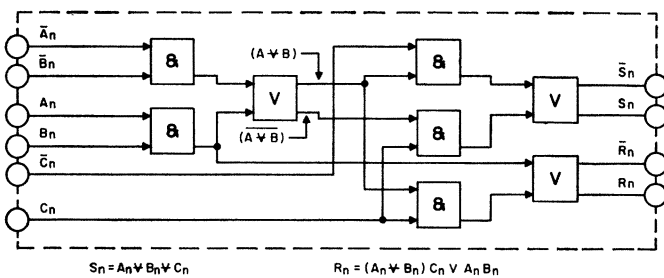 Ān
B̄n
An
Bn
C̄n
Cn
&
&
V
(A ⊻ B)
(A ⊻ B)̅
&
&
&
V
V
S̄n
Sn
R̄n
Rn
Sn = An ⊻ Bn ⊻ Cn
Rn = (An ⊻ Bn) Cn V An Bn